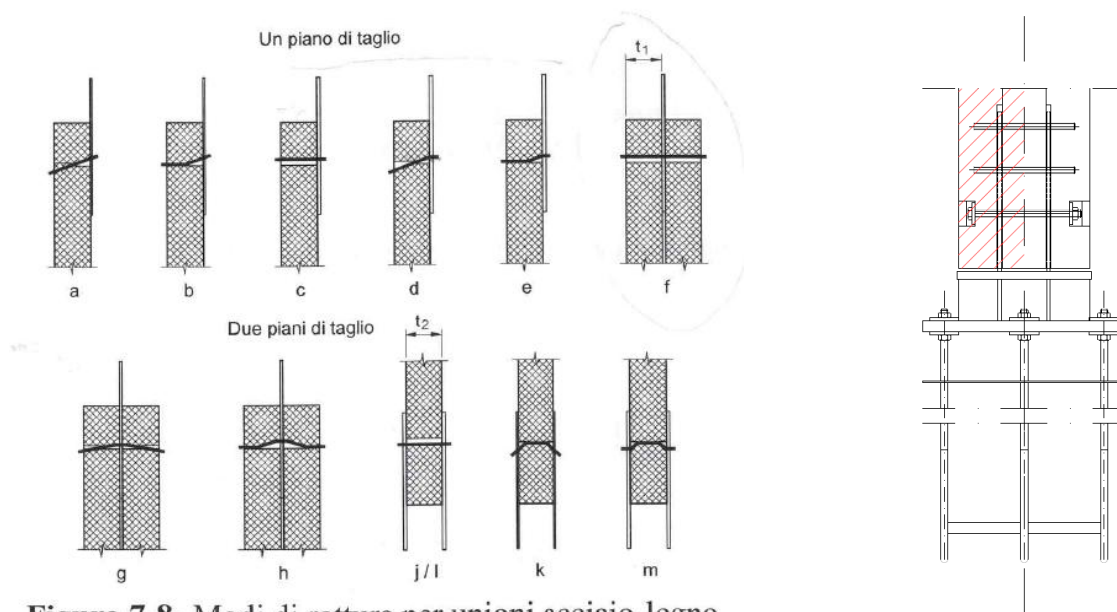 Un piano di taglio
t1
a b c d e f
Due piani di taglio
t2
g h j / l k m
Figura 7-8. Modi di rottura per unioni acciaio-legno